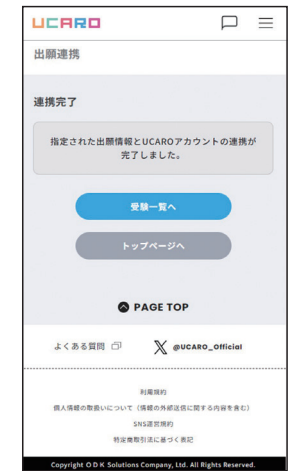 UCARO
出願連携
連携完了
指定された出願情報とUCAROアカウントの連携が
完了しました。
受験一覧へ
トップページへ
PAGE TOP
よくある質問
@UCARO_Official
利用規約
個人情報の取扱いについて（情報の外部送信に関する内容を含む）
SNS運営規約
特定商取引法に基づく表記
Copyright O D K Solutions Company, Ltd. All Rights Reserved.